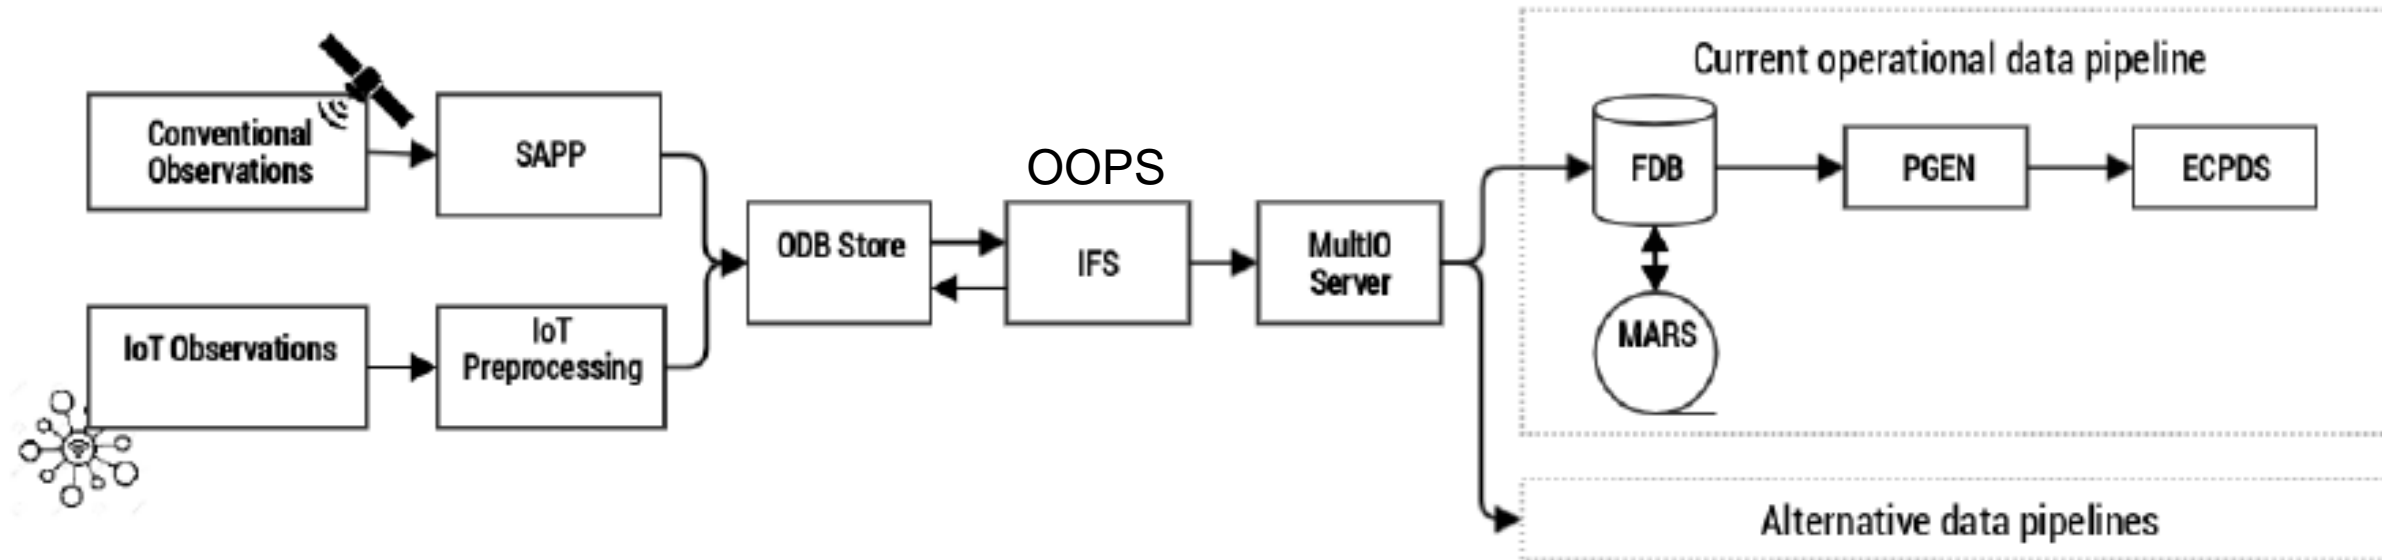 Current operational data pipeline
Conventional
Observations
SAPP
OOPS
FDB
PGEN
ECPDS
ODB Store
IFS
MultIO
Server
IoT Observations
IoT
Preprocessing
MARS
Alternative data pipelines